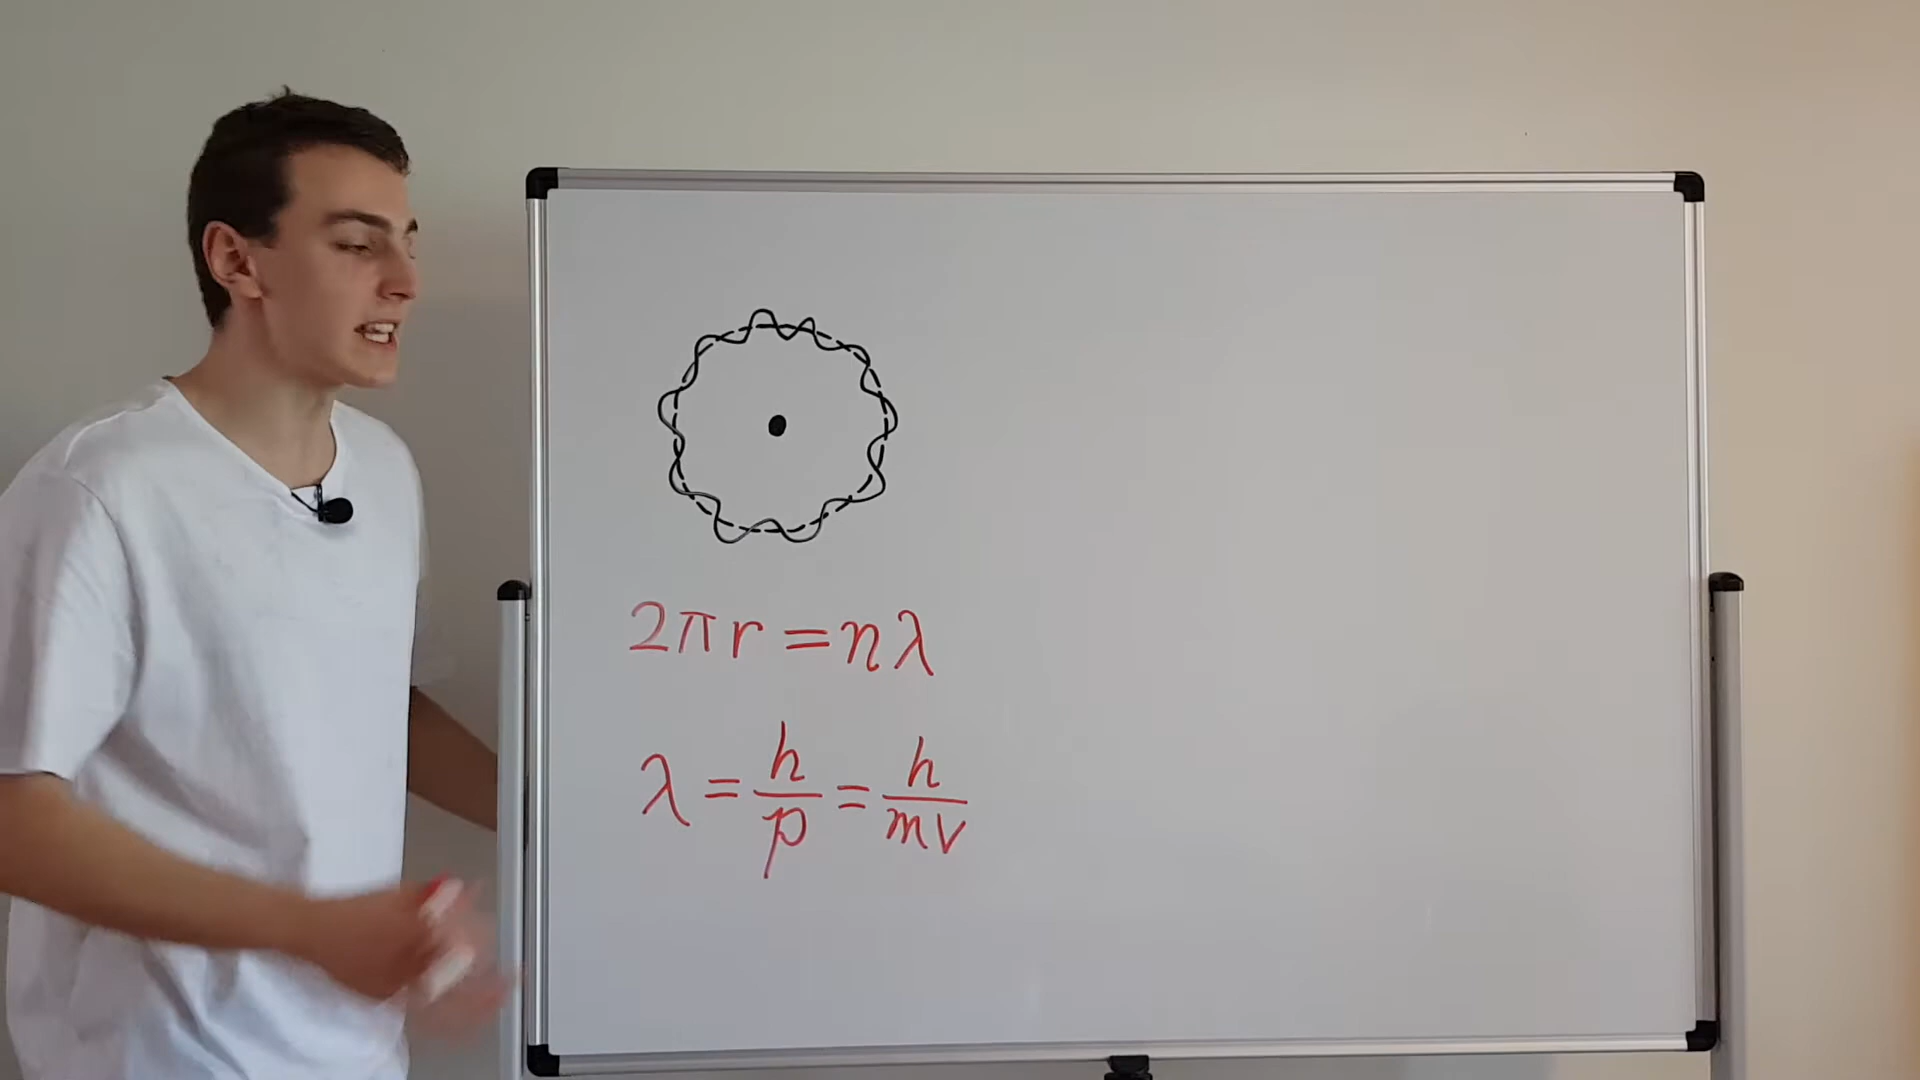 2πr = nλ
λ = h/p = h/mv